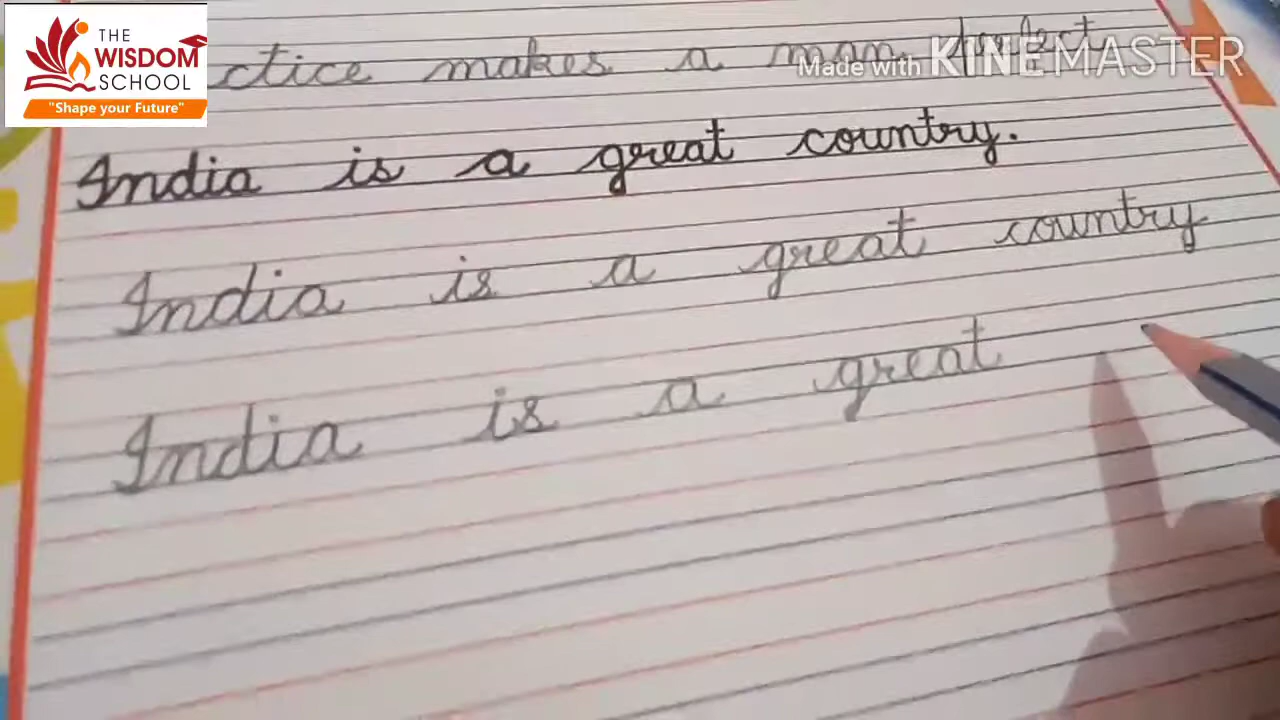 THE
WISDOM
SCHOOL
"Shape your Future"
ctice makes a man perfect
Made with KINEMASTER
India is a great country.
India is a great country
India is a great